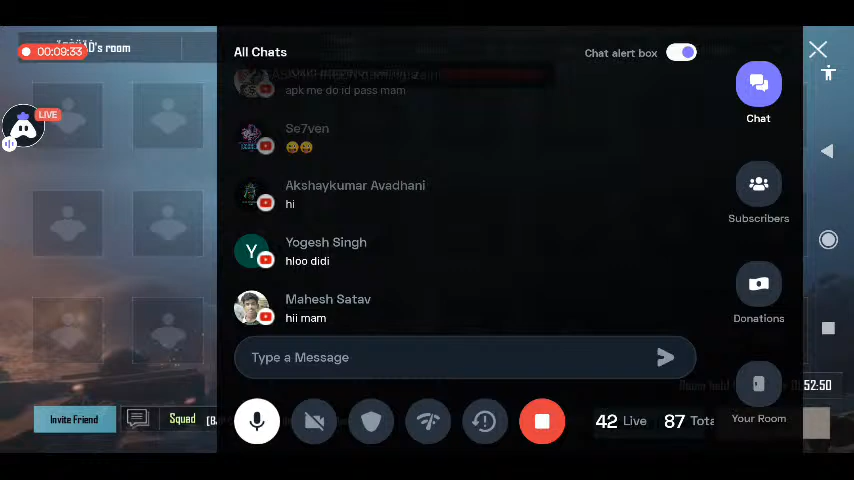 00:09:33
's room
All Chats
Chat alert box
LIVE
apk me do id pass mam
Chat
Se7ven
😜😜
Akshaykumar Avadhani
hi
Subscribers
Y
Yogesh Singh
hloo didi
Mahesh Satav
hii mam
Donations
Type a Message
52:50
Invite Friend
Squad
42 Live
87 Tota
Your Room